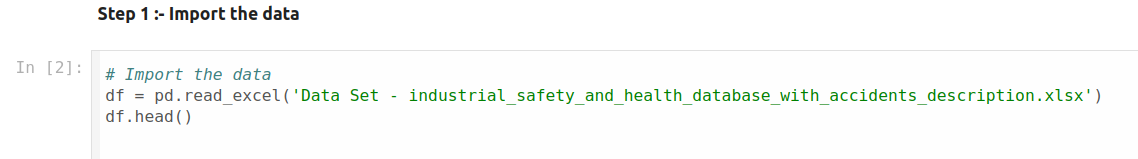 Step 1 :- Import the data
In [2]:
# Import the data
df = pd.read_excel('Data Set - industrial_safety_and_health_database_with_accidents_description.xlsx')
df.head()